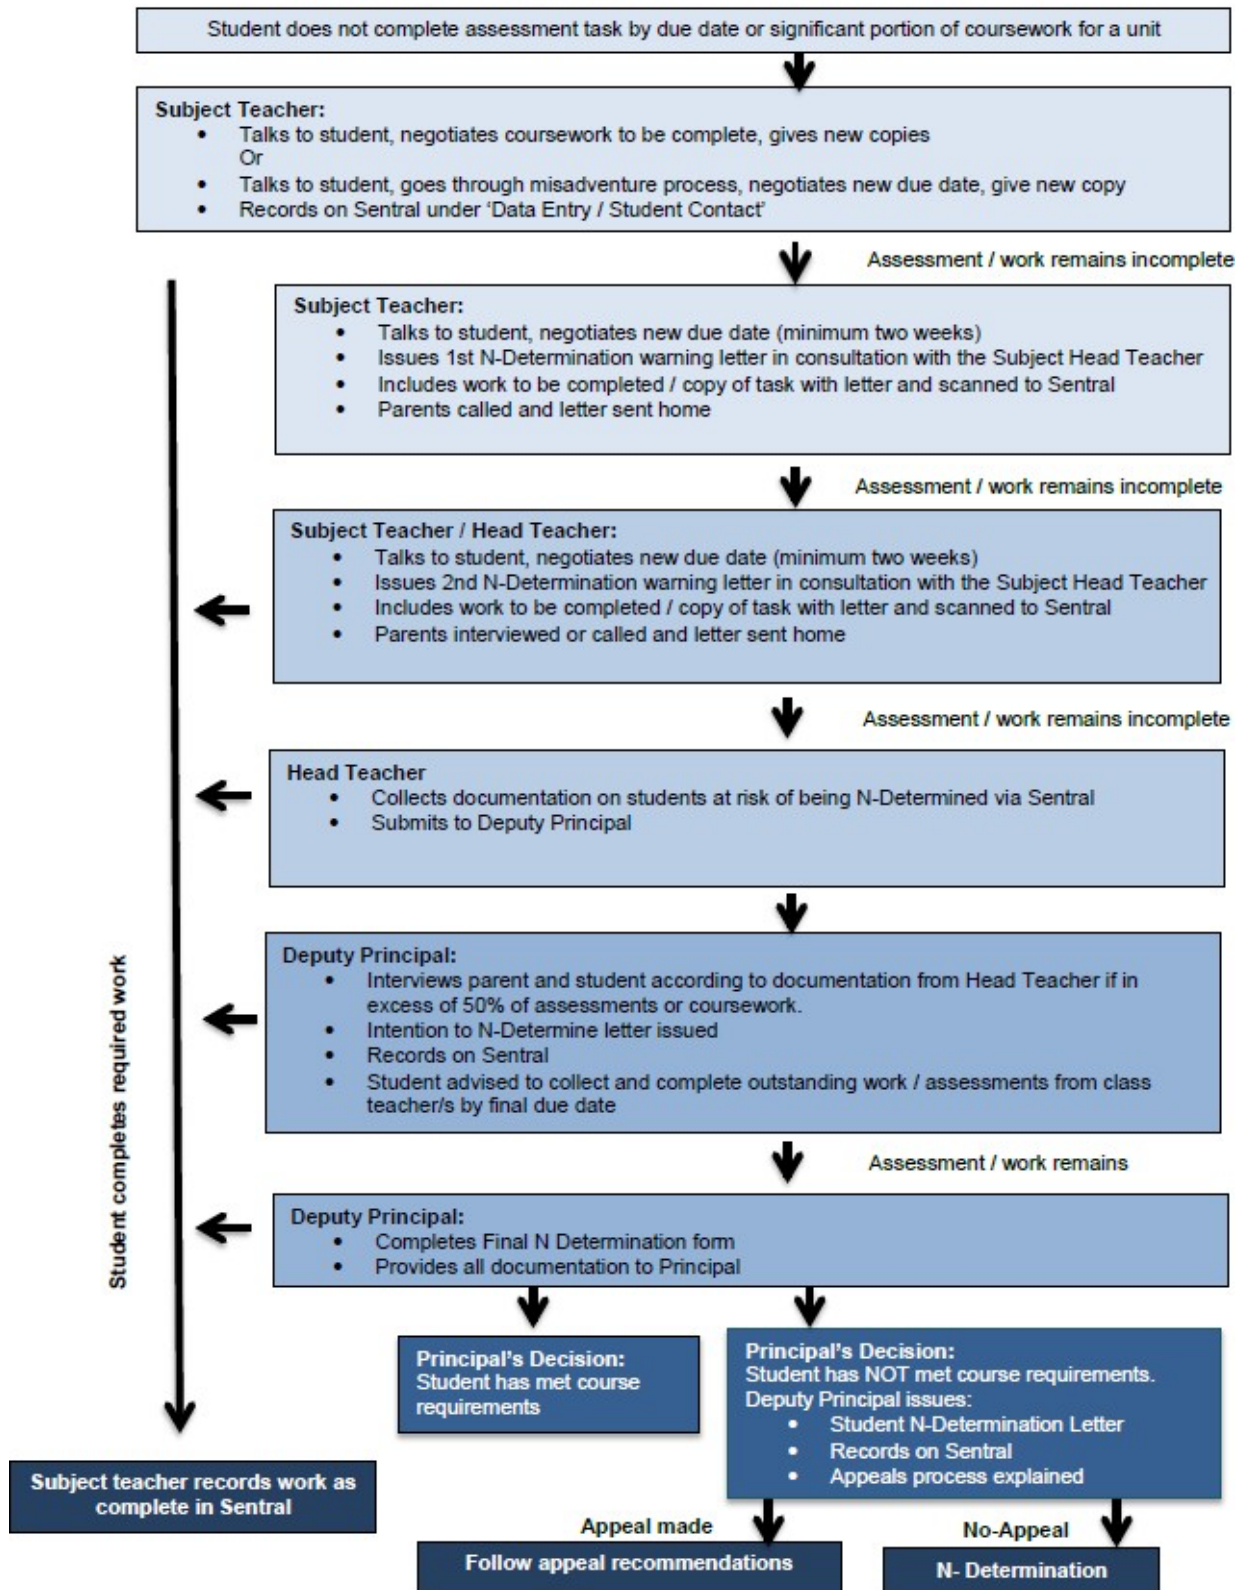 Student does not complete assessment task by due date or significant portion of coursework for a unit
Subject Teacher:
• Talks to student, negotiates coursework to be complete, gives new copies
Or
• Talks to student, goes through misadventure process, negotiates new due date, give new copy
• Records on Sentral under ‘Data Entry / Student Contact’
Assessment / work remains incomplete
Subject Teacher:
• Talks to student, negotiates new due date (minimum two weeks)
• Issues 1st N-Determination warning letter in consultation with the Subject Head Teacher
• Includes work to be completed / copy of task with letter and scanned to Sentral
• Parents called and letter sent home
Assessment / work remains incomplete
Subject Teacher / Head Teacher:
• Talks to student, negotiates new due date (minimum two weeks)
• Issues 2nd N-Determination warning letter in consultation with the Subject Head Teacher
• Includes work to be completed / copy of task with letter and scanned to Sentral
• Parents interviewed or called and letter sent home
Assessment / work remains incomplete
Head Teacher
• Collects documentation on students at risk of being N-Determined via Sentral
• Submits to Deputy Principal
Deputy Principal:
• Interviews parent and student according to documentation from Head Teacher if in
excess of 50% of assessments or coursework.
• Intention to N-Determine letter issued
• Records on Sentral
• Student advised to collect and complete outstanding work / assessments from class
teacher/s by final due date
Assessment / work remains
Deputy Principal:
• Completes Final N Determination form
• Provides all documentation to Principal
Student completes required work
Principal’s Decision:
Student has met course
requirements
Principal’s Decision:
Student has NOT met course requirements.
Deputy Principal issues:
• Student N-Determination Letter
• Records on Sentral
• Appeals process explained
Subject teacher records work as
complete in Sentral
Appeal made
No-Appeal
Follow appeal recommendations
N- Determination